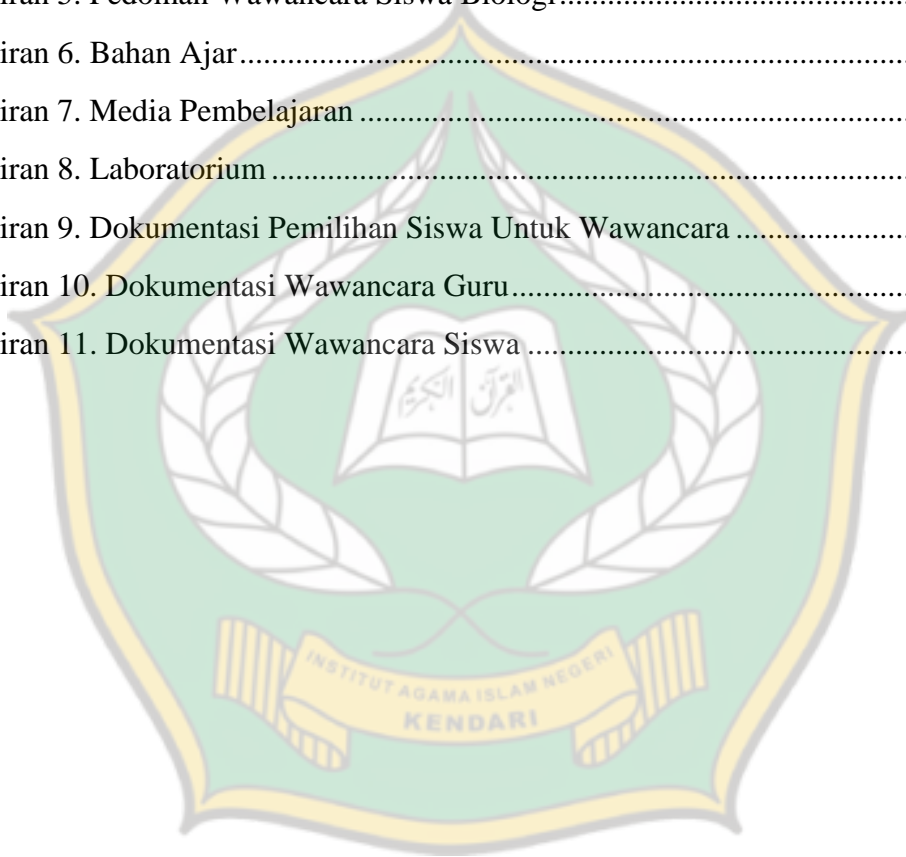 iran 5. Pedoman Wawancara Siswa Biologi
iran 6. Bahan Ajar
iran 7. Media Pembelajaran
iran 8. Laboratorium
iran 9. Dokumentasi Pemilihan Siswa Untuk Wawancara
iran 10. Dokumentasi Wawancara Guru
iran 11. Dokumentasi Wawancara Siswa
القرآن الكريم
INSTITUT AGAMA ISLAM NEGERI
KENDARI